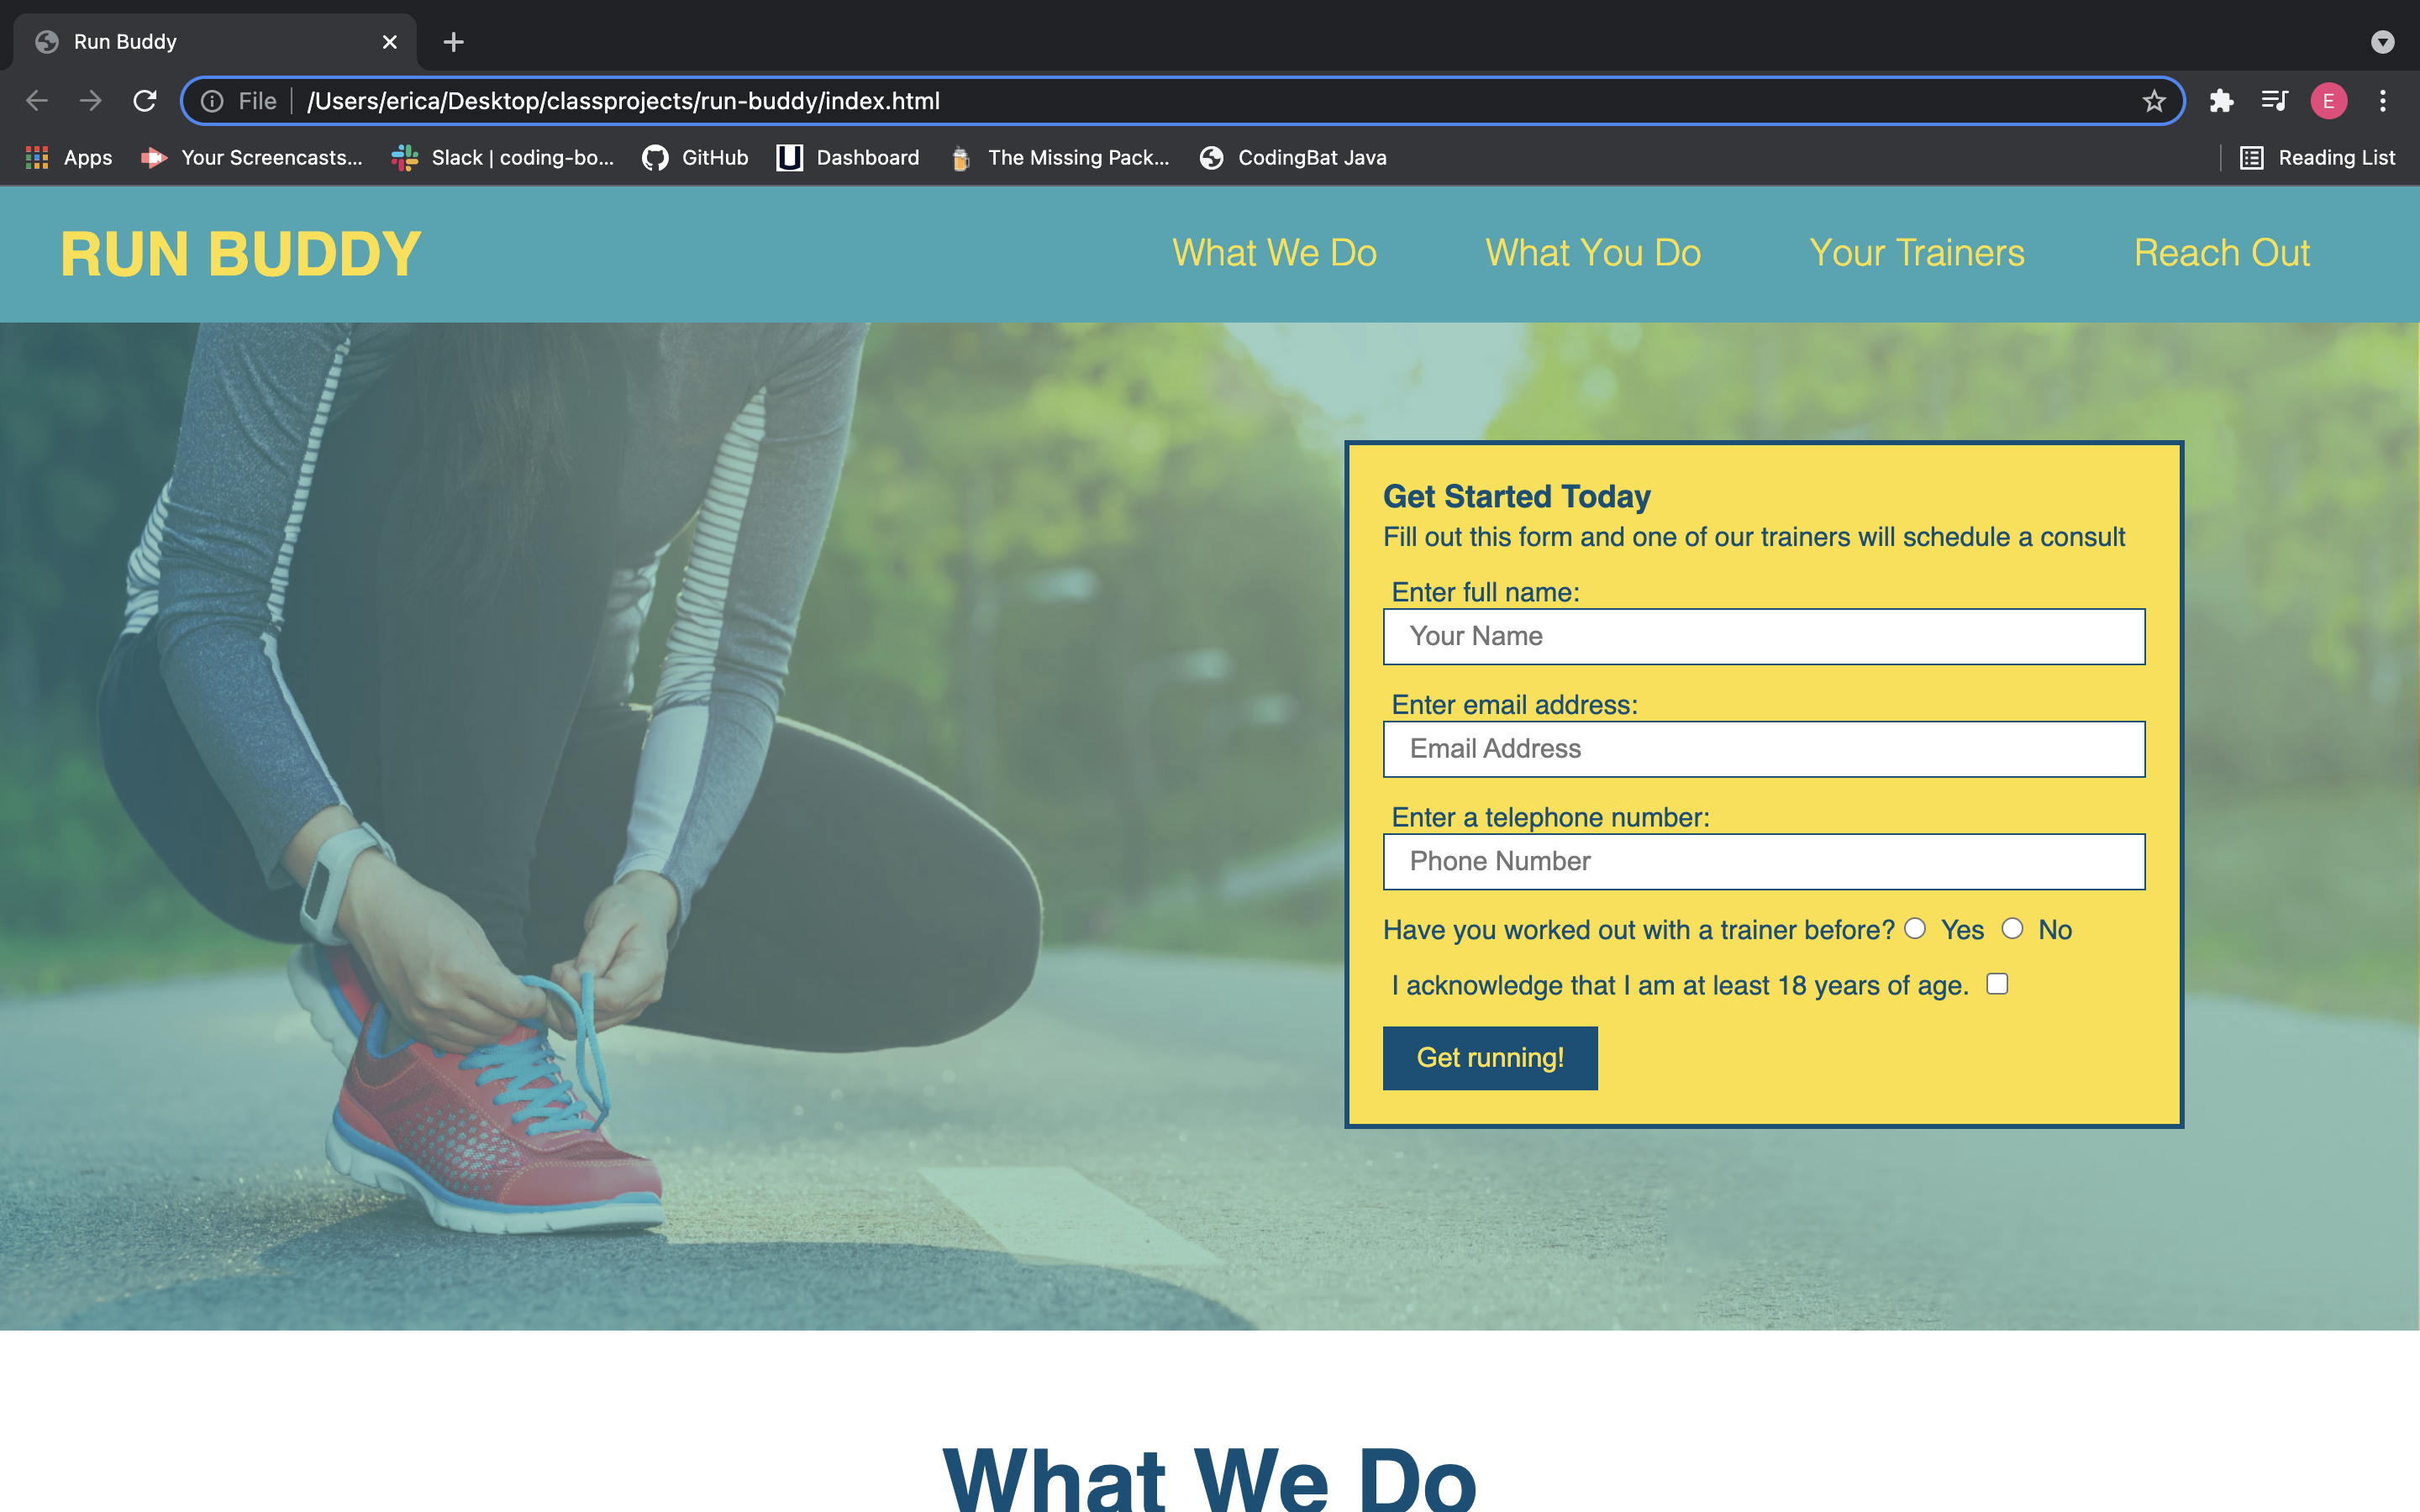 Run Buddy
File /Users/erica/Desktop/classprojects/run-buddy/index.html
E
Apps Your Screencasts... Slack | coding-bo... GitHub Dashboard The Missing Pack... CodingBat Java Reading List
RUN BUDDY What We Do What You Do Your Trainers Reach Out
Get Started Today
Fill out this form and one of our trainers will schedule a consult
Enter full name:
Your Name
Enter email address:
Email Address
Enter a telephone number:
Phone Number
Have you worked out with a trainer before? Yes No
I acknowledge that I am at least 18 years of age.
Get running!
What We Do